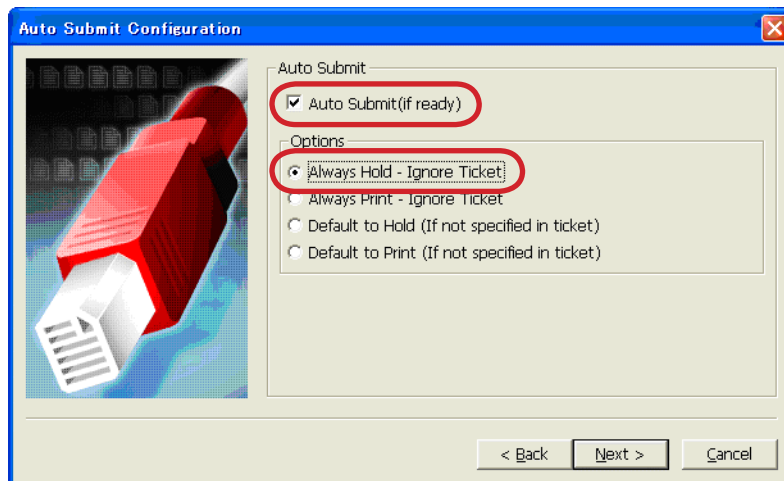 Auto Submit Configuration
Auto Submit
Auto Submit(if ready)
Options
Always Hold - Ignore Ticket
Always Print - Ignore Ticket
Default to Hold (If not specified in ticket)
Default to Print (If not specified in ticket)
< Back Next > Cancel